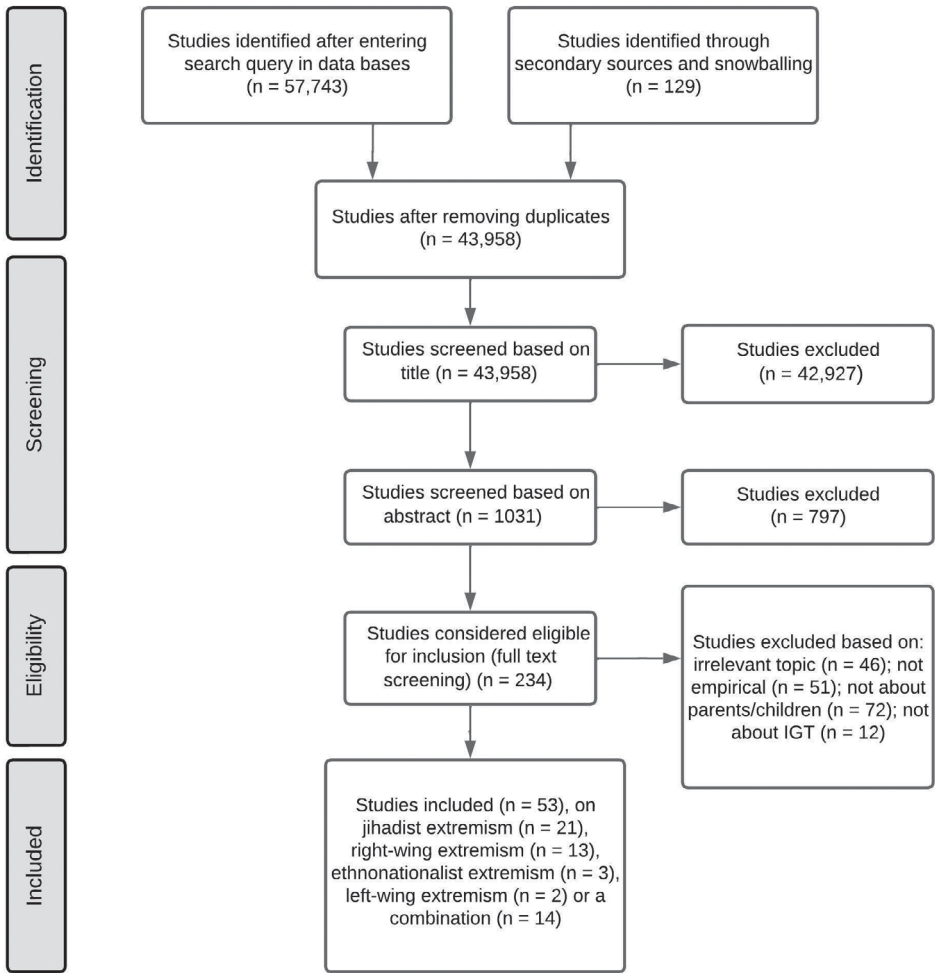 Identification
Studies identified after entering
search query in data bases
(n = 57,743)
Studies identified through
secondary sources and snowballing
(n = 129)
Studies after removing duplicates
(n = 43,958)
Screening
Studies screened based on
title (n = 43,958)
Studies excluded
(n = 42,927)
Studies screened based on
abstract (n = 1031)
Studies excluded
(n = 797)
Eligibility
Studies considered eligible
for inclusion (full text
screening) (n = 234)
Studies excluded based on:
irrelevant topic (n = 46); not
empirical (n = 51); not about
parents/children (n = 72); not
about IGT (n = 12)
Included
Studies included (n = 53), on
jihadist extremism (n = 21),
right-wing extremism (n = 13),
ethnonationalist extremism (n = 3),
left-wing extremism (n = 2) or a
combination (n = 14)